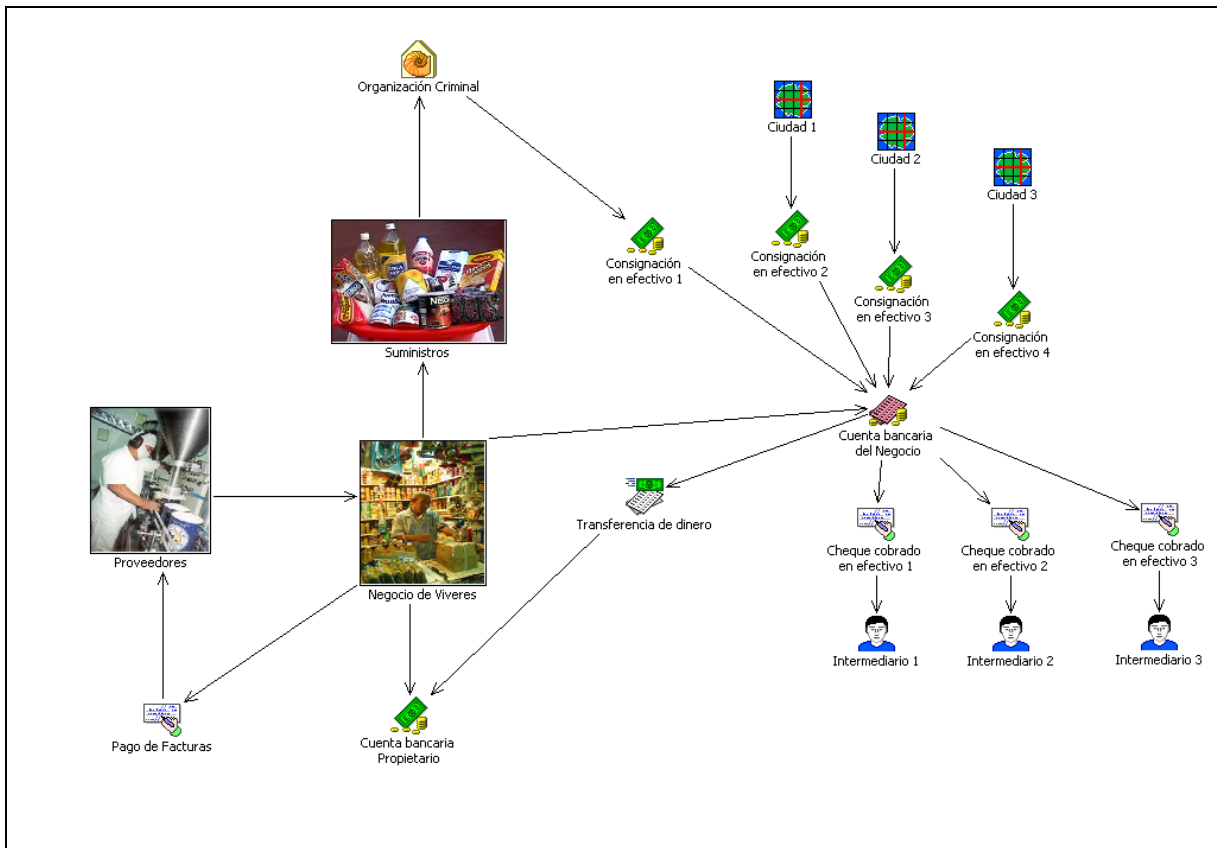 Organización Criminal
Ciudad 1
Ciudad 2
Ciudad 3
Consignación
en efectivo 1
Consignación
en efectivo 2
Consignación
en efectivo 3
Consignación
en efectivo 4
Suministros
Cuenta bancaria
del Negocio
Transferencia de dinero
Proveedores
Negocio de Viveres
Cheque cobrado
en efectivo 1
Cheque cobrado
en efectivo 2
Cheque cobrado
en efectivo 3
Intermediario 1
Intermediario 2
Intermediario 3
Pago de Facturas
Cuenta bancaria
Propietario